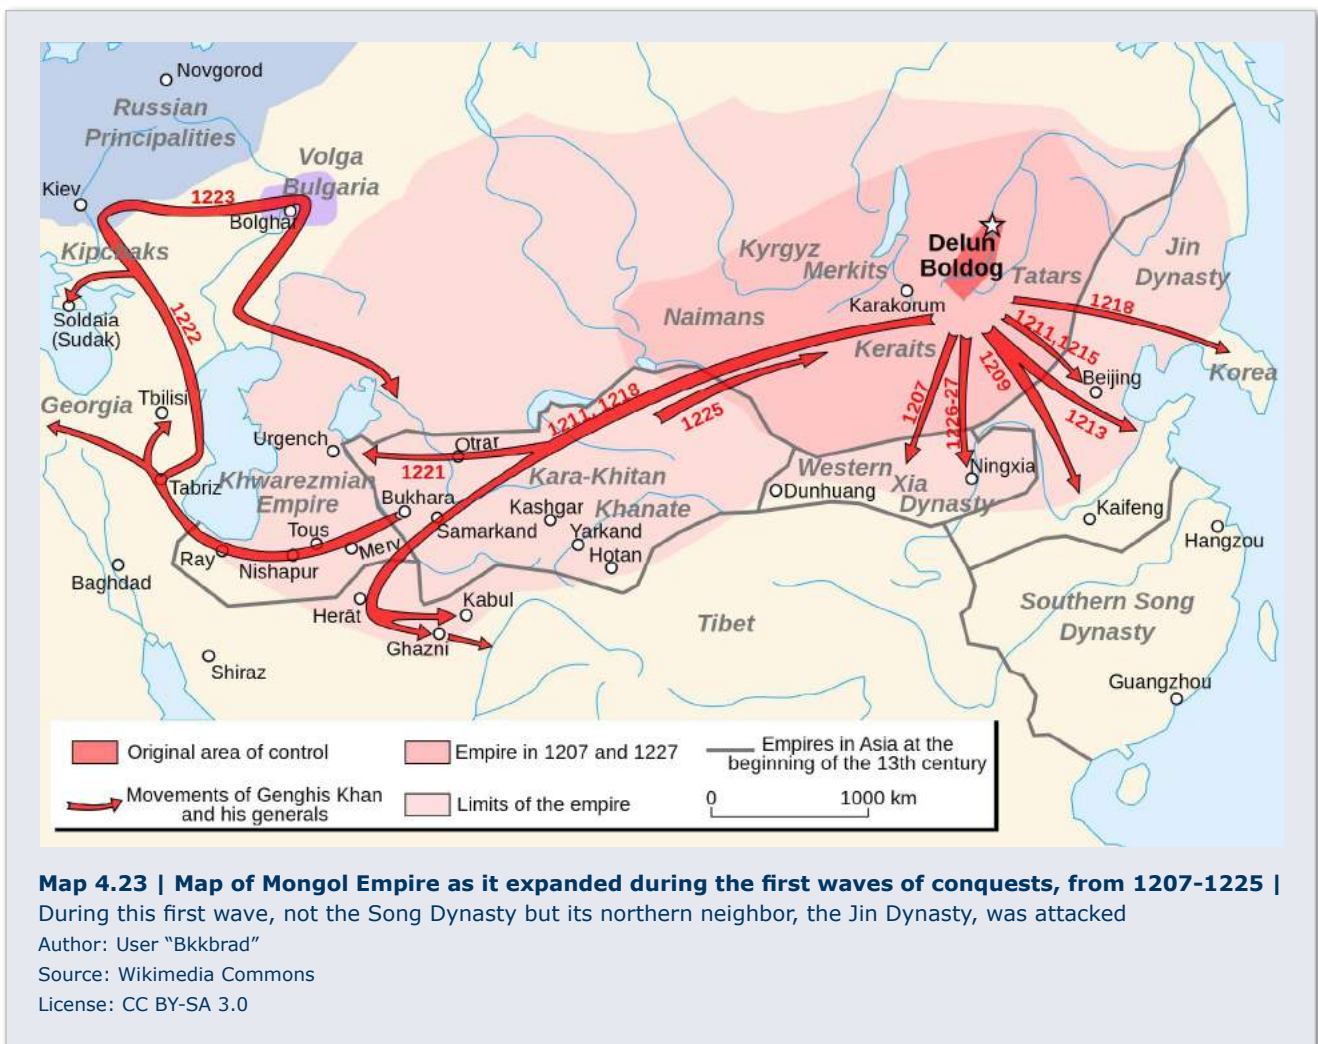 Novgorod
Russian
Principalities
Volga
Bulgaria
Kiev
1223
Bolghar
Kipchaks
Soldaia
(Sudak)
1222
Georgia
Tbilisi
Tabriz
Urgench
Otrar
1221
1211, 1218
1225
Khwarezmian
Empire
Bukhara
Samarkand
Kara-Khitan
Khanate
Kashgar
Yarkand
Hotan
Tous
Merv
Ray
Nishapur
Baghdad
Herāt
Kabul
Ghazni
Shiraz
Tibet
Kyrgyz
Merkits
Naimans
Keraits
Karakorum
Delun
Boldog
Tatars
Jin
Dynasty
1218
1211,1215
1209
1207
1226-27
1213
Beijing
Korea
Western
Xia
Dynasty
Ningxia
Dunhuang
Kaifeng
Hangzou
Southern Song
Dynasty
Guangzhou
Original area of control
Movements of Genghis Khan
and his generals
Empire in 1207 and 1227
Limits of the empire
Empires in Asia at the
beginning of the 13th century
0 1000 km
Map 4.23 | Map of Mongol Empire as it expanded during the first waves of conquests, from 1207-1225 |
During this first wave, not the Song Dynasty but its northern neighbor, the Jin Dynasty, was attacked
Author: User “Bkkbrad”
Source: Wikimedia Commons
License: CC BY-SA 3.0